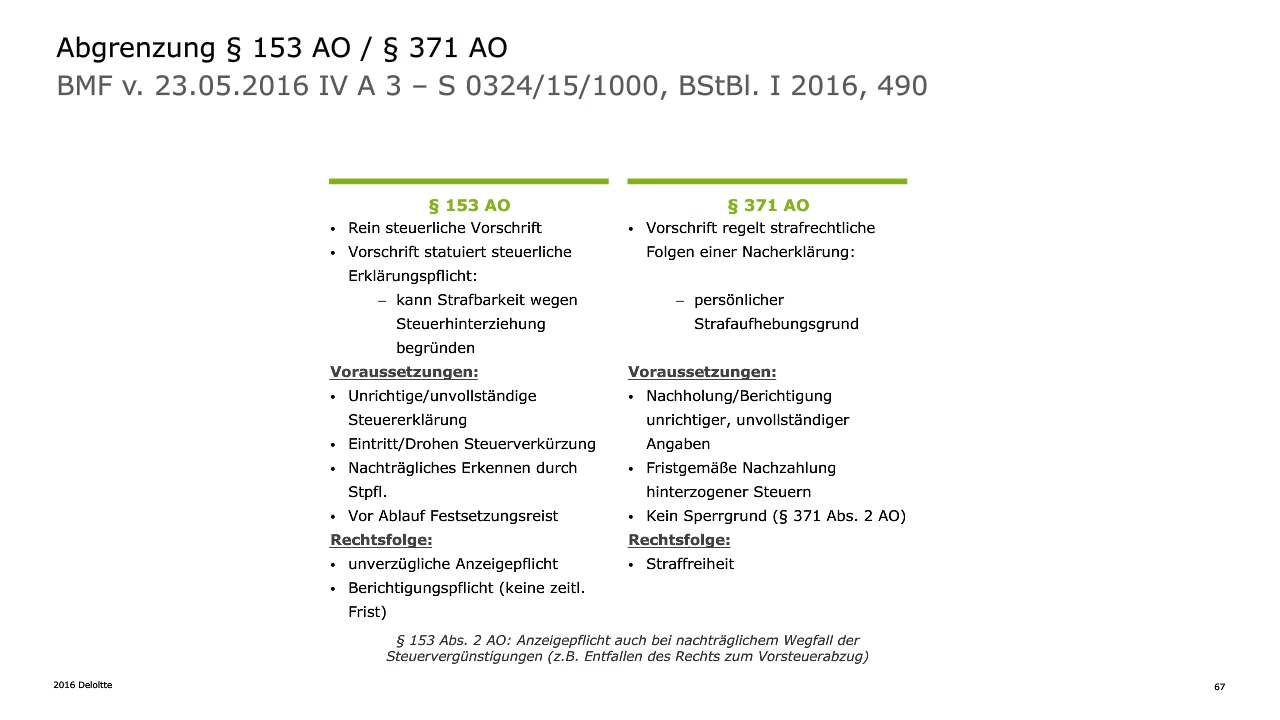 Abgrenzung § 153 AO / § 371 AO
BMF v. 23.05.2016 IV A 3 – S 0324/15/1000, BStBl. I 2016, 490
§ 153 AO
• Rein steuerliche Vorschrift
• Vorschrift statuiert steuerliche
Erklärungspflicht:
– kann Strafbarkeit wegen
Steuerhinterziehung
begründen
Voraussetzungen:
• Unrichtige/unvollständige
Steuererklärung
• Eintritt/Drohen Steuerverkürzung
• Nachträgliches Erkennen durch
Stpfl.
• Vor Ablauf Festsetzungsreist
Rechtsfolge:
• unverzügliche Anzeigepflicht
• Berichtigungspflicht (keine zeitl.
Frist)
§ 371 AO
• Vorschrift regelt strafrechtliche
Folgen einer Nacherklärung:
– persönlicher
Strafaufhebungsgrund
Voraussetzungen:
• Nachholung/Berichtigung
unrichtiger, unvollständiger
Angaben
• Fristgemäße Nachzahlung
hinterzogener Steuern
• Kein Sperrgrund (§ 371 Abs. 2 AO)
Rechtsfolge:
• Straffreiheit
§ 153 Abs. 2 AO: Anzeigepflicht auch bei nachträglichem Wegfall der
Steuervergünstigungen (z.B. Entfallen des Rechts zum Vorsteuerabzug)
2016 Deloitte
67